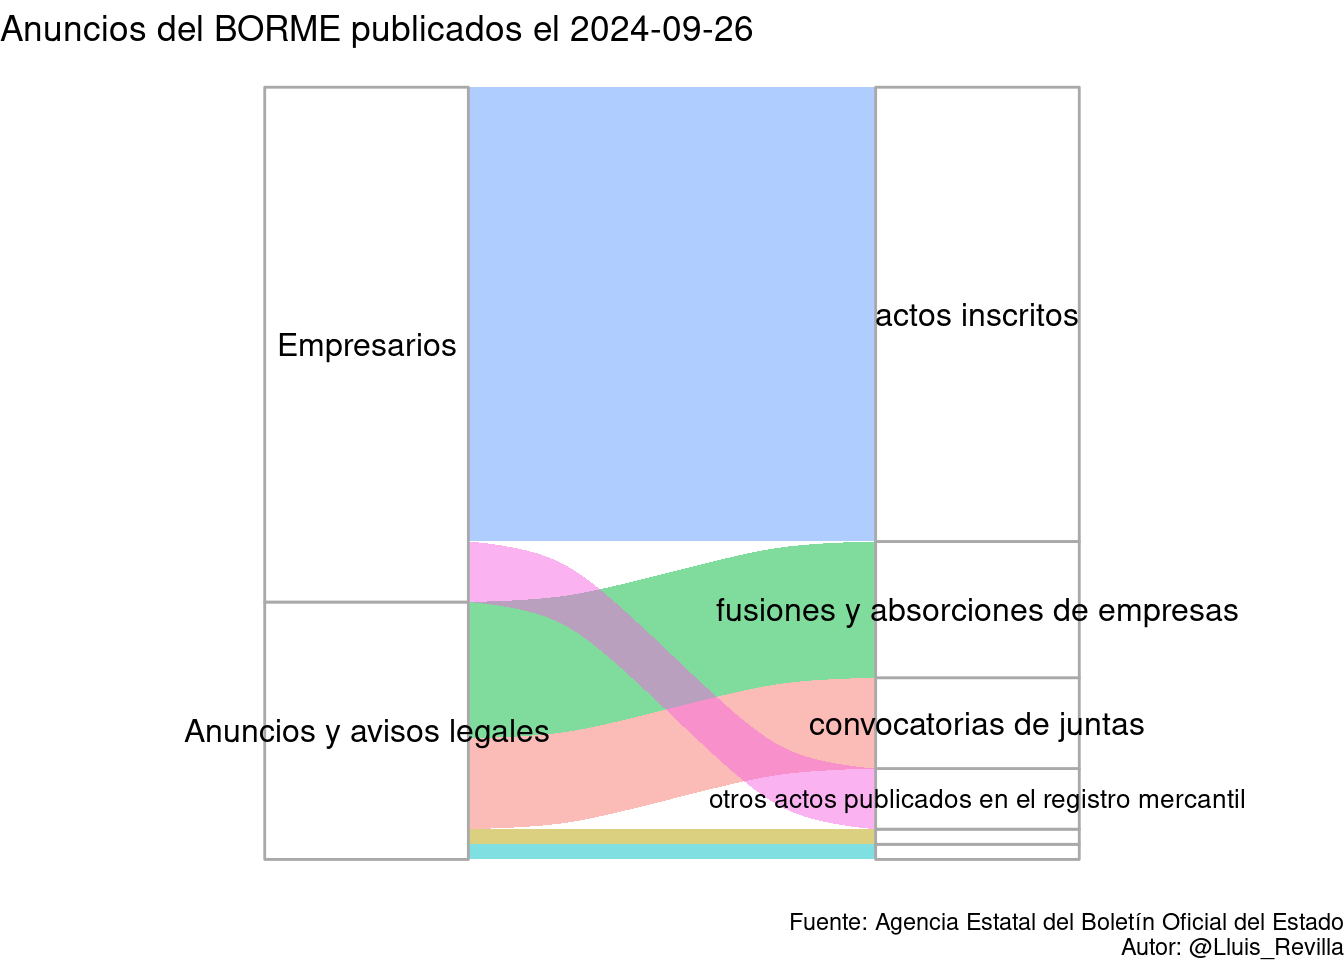 Anuncios del BORME publicados el 2024-09-26
actos inscritos
Empresarios
fusiones y absorciones de empresas
convocatorias de juntas
Anuncios y avisos legales
otros actos publicados en el registro mercantil
Fuente: Agencia Estatal del Boletín Oficial del Estado
Autor: @Lluis_Revilla